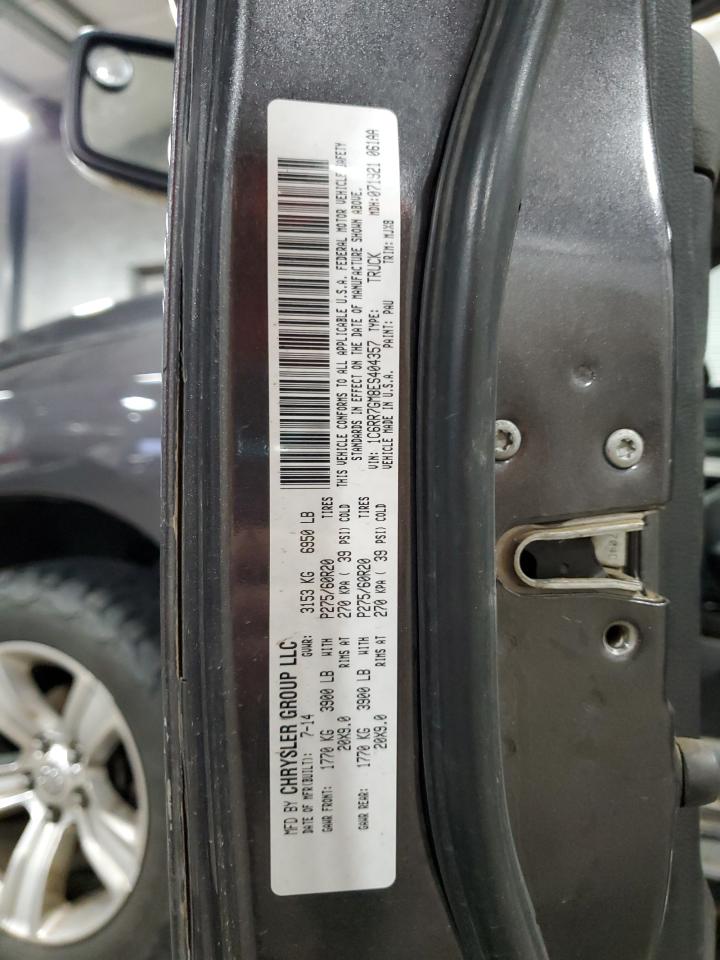 MFD BY CHRYSLER GROUP LLC
DATE OF MFR(BUILT): 7-14 GVWR: 3153 KG 6950 LB
GAWR FRONT: 1770 KG 3900 LB WITH P275/60R20 TIRES
20X9.0 RIMS AT 270 KPA ( 39 PSI) COLD
GAWR REAR: 1770 KG 3900 LB WITH P275/60R20 TIRES
20X9.0 RIMS AT 270 KPA ( 39 PSI) COLD
THIS VEHICLE CONFORMS TO ALL APPLICABLE U.S.A. FEDERAL MOTOR VEHICLE SAFETY
STANDARDS IN EFFECT ON THE DATE OF MANUFACTURE SHOWN ABOVE.
VIN: 1C6RR7GM8ES404357 TYPE: TRUCK MDH: 071921 061AA
VEHICLE MADE IN U.S.A. PAINT: PAU TRIM: MJX8